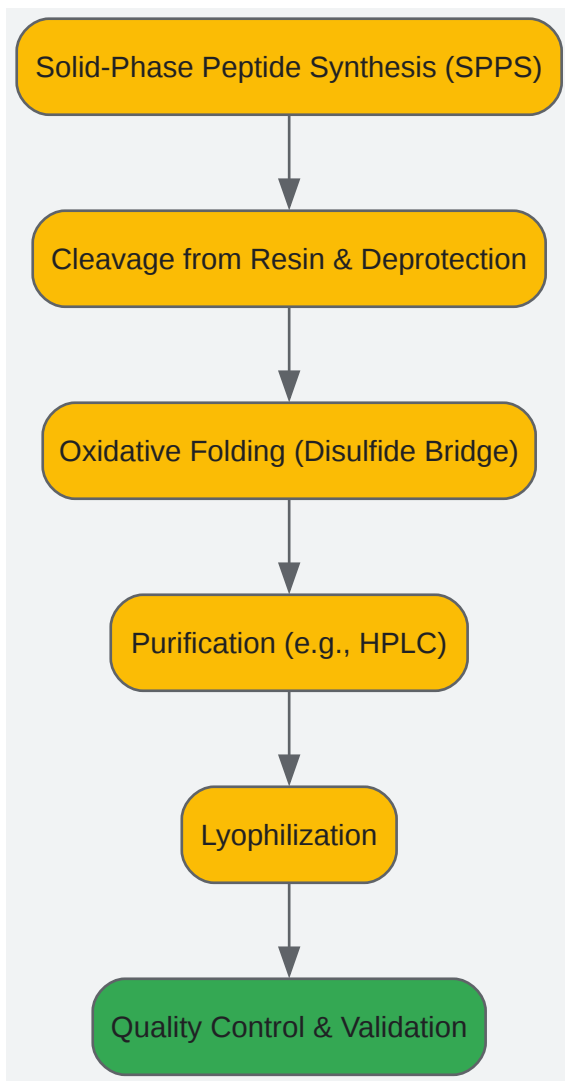 Solid-Phase Peptide Synthesis (SPPS)
Cleavage from Resin & Deprotection
Oxidative Folding (Disulfide Bridge)
Purification (e.g., HPLC)
Lyophilization
Quality Control & Validation